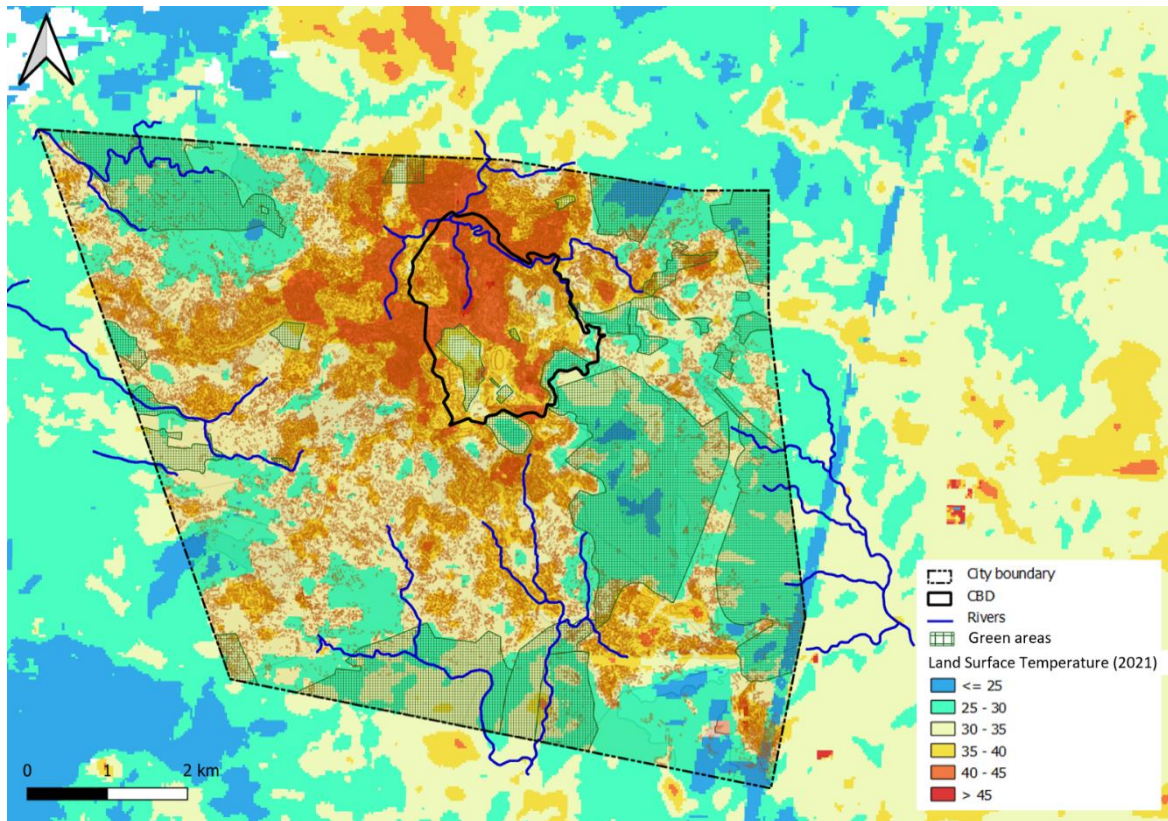 City boundary
CBD
Rivers
Green areas
Land Surface Temperature (2021)
<= 25
25 - 30
30 - 35
35 - 40
40 - 45
> 45
0 1 2 km